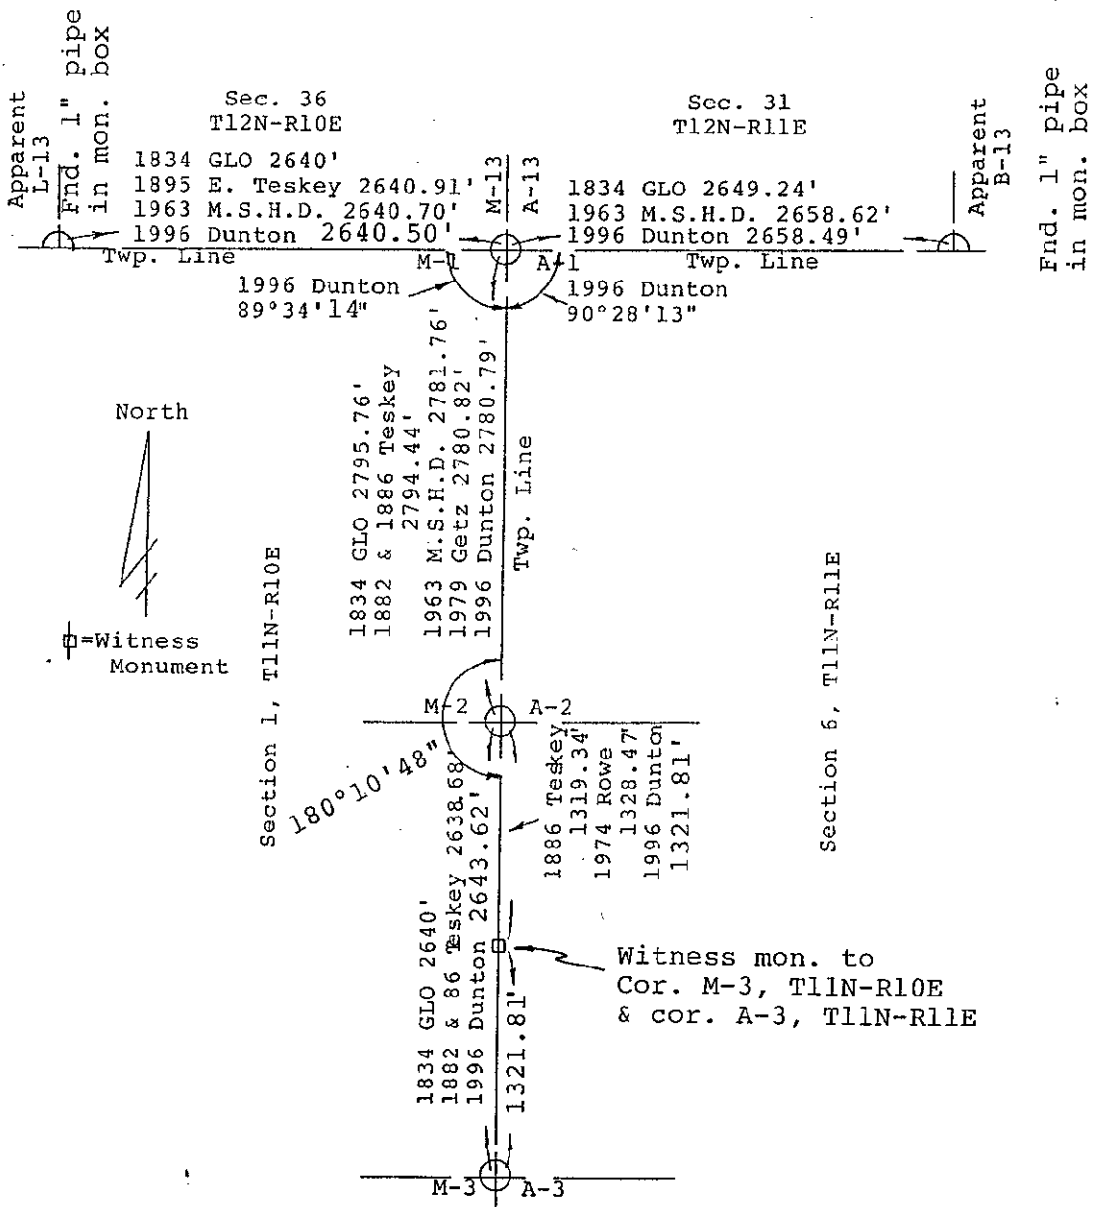 Apparent
L-13
Fnd. 1" pipe
in mon. box
Sec. 36
T12N-R10E
1834 GLO 2640'
1895 E. Teskey 2640.91'
1963 M.S.H.D. 2640.70'
1996 Dunton 2640.50'
Twp. Line
M-13
A-13
M-1
A-1
Sec. 31
T12N-R11E
1834 GLO 2649.24'
1963 M.S.H.D. 2658.62'
1996 Dunton 2658.49'
Twp. Line
Apparent
B-13
Fnd. 1" pipe
in mon. box
1996 Dunton
89°34'14"
1996 Dunton
90°28'13"
North
□=Witness
Monument
Section 1, T11N-R10E
1834 GLO 2795.76'
1882 & 1886 Teskey
2794.44'
1963 M.S.H.D. 2781.76'
1979 Getz 2780.82'
1996 Dunton 2780.79'
Twp. Line
Section 6, T11N-R11E
M-2
A-2
180°10'48"
1886 Teskey
1319.34'
1974 Rowe
1328.47'
1996 Dunton
1321.81'
1834 GLO 2640'
1882 & 86 Teskey 2638.68'
1996 Dunton 2643.62'
1321.81'
Witness mon. to
Cor. M-3, T11N-R10E
& cor. A-3, T11N-R11E
M-3
A-3